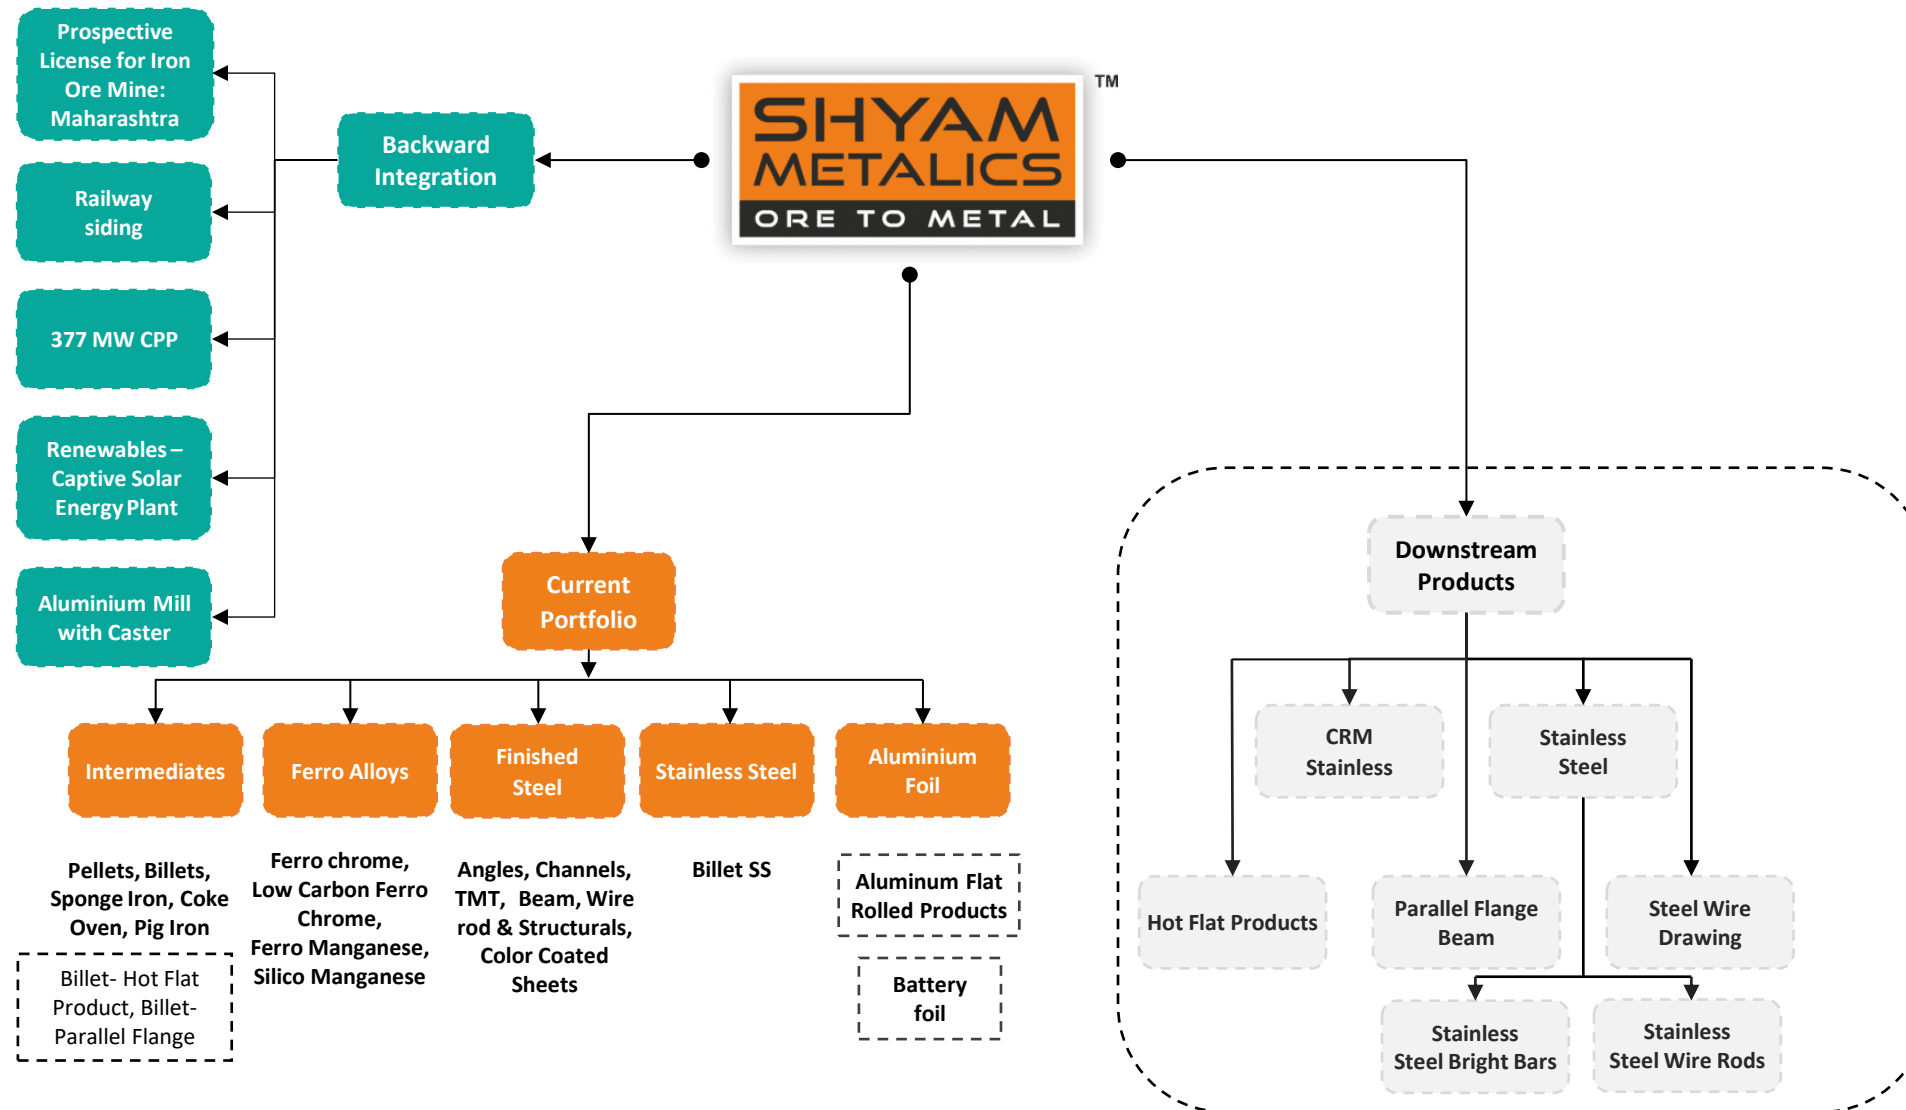 Prospective
License for Iron
Ore Mine:
Maharashtra
Railway
siding
377 MW CPP
Renewables –
Captive Solar
Energy Plant
Aluminium Mill
with Caster
Backward
Integration
SHYAM
METALICS
ORE TO METAL
TM
Current
Portfolio
Intermediates
Ferro Alloys
Finished
Steel
Stainless Steel
Aluminium
Foil
Pellets, Billets,
Sponge Iron, Coke
Oven, Pig Iron
Billet- Hot Flat
Product, Billet-
Parallel Flange
Ferro chrome,
Low Carbon Ferro
Chrome,
Ferro Manganese,
Silico Manganese
Angles, Channels,
TMT, Beam, Wire
rod & Structurals,
Color Coated
Sheets
Billet SS
Aluminum Flat
Rolled Products
Battery
foil
Downstream
Products
CRM
Stainless
Stainless
Steel
Hot Flat Products
Parallel Flange
Beam
Steel Wire
Drawing
Stainless
Steel Bright Bars
Stainless
Steel Wire Rods